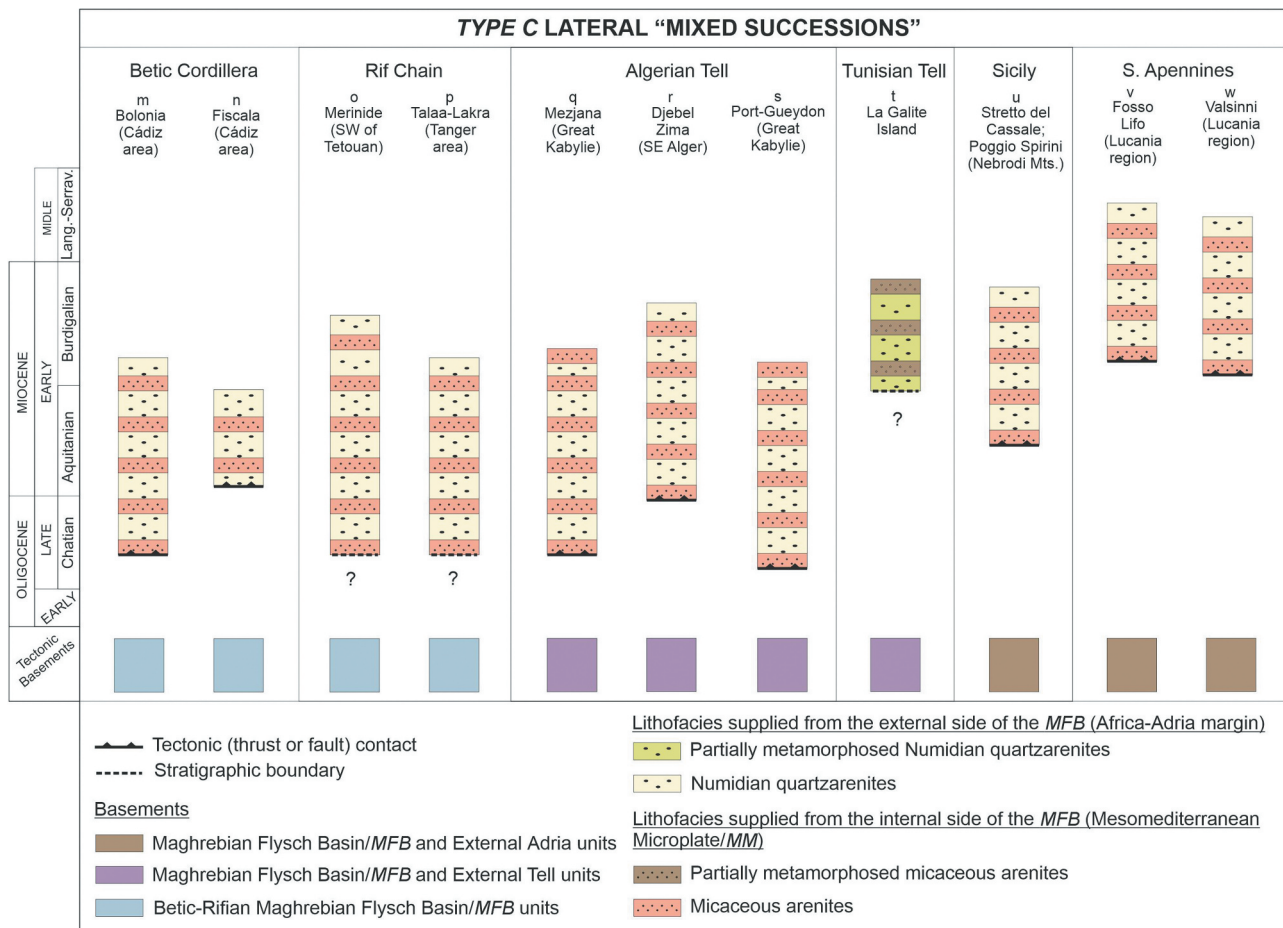 TYPE C LATERAL “MIXED SUCCESSIONS”
Betic Cordillera
Rif Chain
Algerian Tell
Tunisian Tell
Sicily
S. Apennines
m
Bolonia
(Cádiz
area)
n
Fiscala
(Cádiz
area)
o
Merinide
(SW of
Tetouan)
p
Talaa-Lakra
(Tanger
area)
q
Mezjana
(Great
Kabylie)
r
Djebel
Zima
(SE Alger)
s
Port-Gueydon
(Great
Kabylie)
t
La Galite
Island
u
Stretto del
Cassale;
Poggio Spirini
(Nebrodi Mts.)
v
Fosso
Lifo
(Lucania
region)
w
Valsinni
(Lucania
region)
MIDLE
Lang.-Serrav.
MIOCENE
EARLY
Burdigalian
Aquitanian
OLIGOCENE
LATE
Chatian
EARLY
?
?
?
Tectonic
Basements
Tectonic (thrust or fault) contact
Stratigraphic boundary
Basements
Maghrebian Flysch Basin/MFB and External Adria units
Maghrebian Flysch Basin/MFB and External Tell units
Betic-Rifian Maghrebian Flysch Basin/MFB units
Lithofacies supplied from the external side of the MFB (Africa-Adria margin)
Partially metamorphosed Numidian quartzarenites
Numidian quartzarenites
Lithofacies supplied from the internal side of the MFB (Mesomediterranean
Microplate/MM)
Partially metamorphosed micaceous arenites
Micaceous arenites